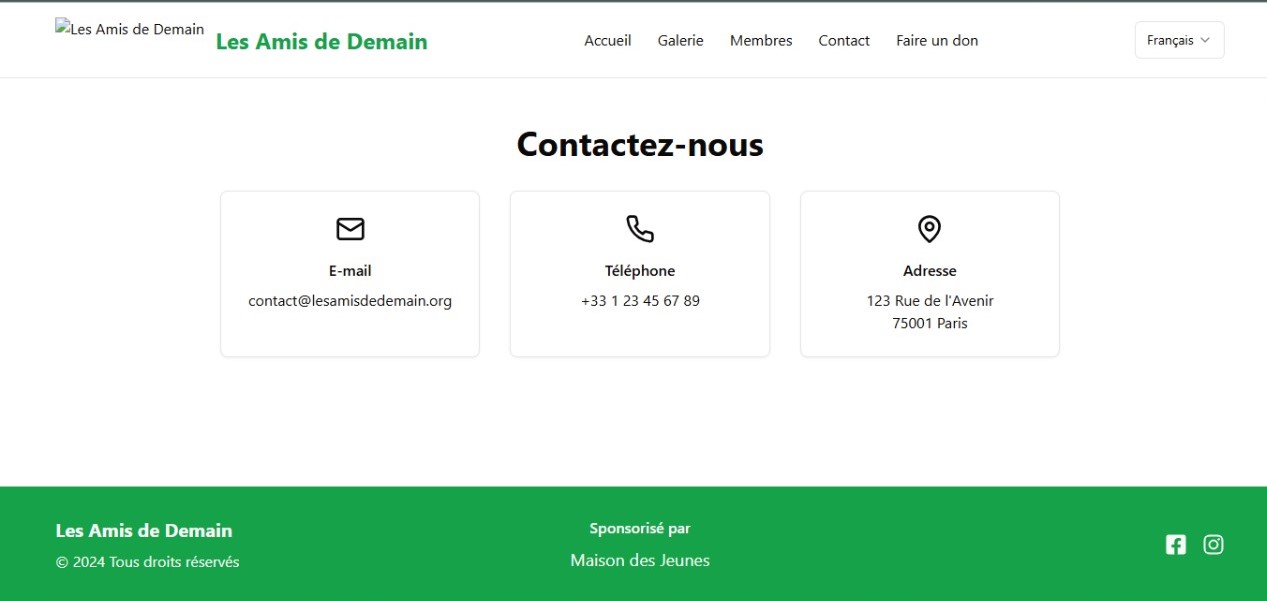 Les Amis de Demain
Les Amis de Demain
Accueil
Galerie
Membres
Contact
Faire un don
Français
Contactez-nous
E-mail
contact@lesamisdedemain.org
Téléphone
+33 1 23 45 67 89
Adresse
123 Rue de l'Avenir
75001 Paris
Les Amis de Demain
© 2024 Tous droits réservés
Sponsorisé par
Maison des Jeunes